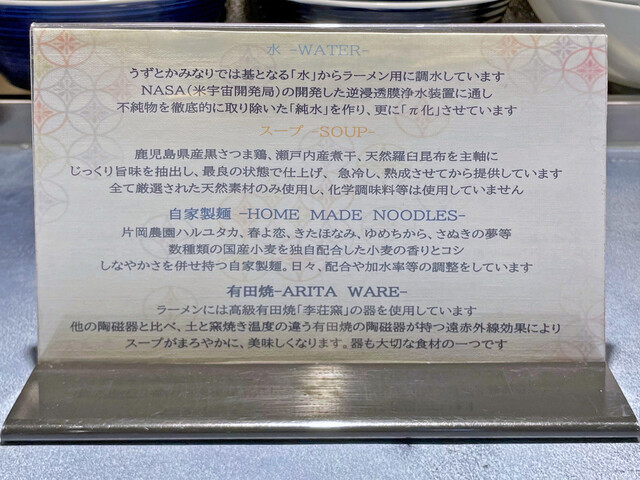 水 -WATER-
うずとかみなりでは基となる「水」からラーメン用に調水しています
NASA(米宇宙開発局)の開発した逆浸透膜浄水装置に通し
不純物を徹底的に取り除いた「純水」を作り、更に「π化」させています
スープ -SOUP-
鹿児島県産黒さつま鶏、瀬戸内産煮干、天然羅臼昆布を主軸に
じっくり旨味を抽出し、最良の状態で仕上げ、急冷し、熟成させてから提供しています
全て厳選された天然素材のみ使用し、化学調味料等は使用していません
自家製麺 -HOME MADE NOODLES-
片岡農園ハルユタカ、春よ恋、きたほなみ、ゆめちから、さぬきの夢等
数種類の国産小麦を独自配合した小麦の香りとコシ
しなやかさを併せ持つ自家製麺。日々、配合や加水率等の調整をしています
有田焼-ARITA WARE-
ラーメンには高級有田焼「李荘窯」の器を使用しています
他の陶磁器と比べ、土と窯焼き温度の違う有田焼の陶磁器が持つ遠赤外線効果により
スープがまろやかに、美味しくなります。器も大切な食材の一つです